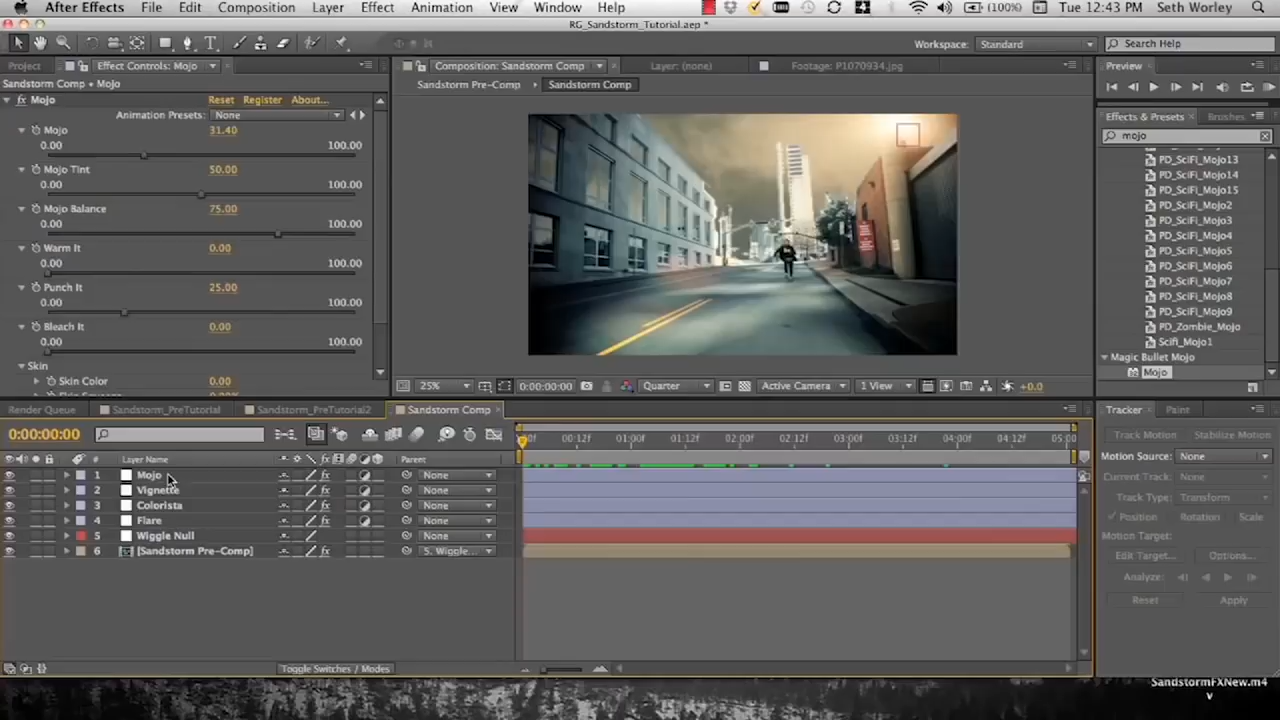 After Effects File Edit Composition Layer Effect Animation View Window Help (100%) Tue 12:43 PM Seth Worley
RG_Sandstorm_Tutorial.aep *
Workspace: Standard Search Help
Project Effect Controls: Mojo Composition: Sandstorm Comp Layer: (none) Footage: P1070934.jpg Preview
Sandstorm Comp • Mojo Sandstorm Pre-Comp Sandstorm Comp
Mojo Reset Register About...
Animation Presets: None
Mojo 31.40
0.00 100.00
Mojo Tint 50.00
0.00 100.00
Mojo Balance 75.00
0.00 100.00
Warm It 0.00
0.00 100.00
Punch It 25.00
0.00 100.00
Bleach It 0.00
0.00 100.00
Skin
Skin Color 0.00
Effects & Presets Brushes
mojo
PD_SciFi_Mojo13
PD_SciFi_Mojo14
PD_SciFi_Mojo15
PD_SciFi_Mojo2
PD_SciFi_Mojo3
PD_SciFi_Mojo4
PD_SciFi_Mojo5
PD_SciFi_Mojo6
PD_SciFi_Mojo7
PD_SciFi_Mojo8
PD_SciFi_Mojo9
PD_Zombie_Mojo
Scifi_Mojo1
Magic Bullet Mojo
Mojo
25% 0:00:00:00 Quarter Active Camera 1 View +0.0
Render Queue Sandstorm_PreTutorial Sandstorm_PreTutorial2 Sandstorm Comp
0:00:00:00 00:12f 01:00f 01:12f 02:00f 02:12f 03:00f 03:12f 04:00f 04:12f 05:00
# Layer Name Parent
1 Mojo None
2 Vignette None
3 Colorista None
4 Flare None
5 Wiggle Null None
6 [Sandstorm Pre-Comp] 5. Wiggle...
Toggle Switches / Modes
Tracker Paint
Track Motion Stabilize Motion
Motion Source: None
Current Track: None
Track Type: Transform
Position Rotation Scale
Motion Target:
Edit Target... Options...
Analyze:
Reset Apply
SandstormFXNew.m4
v